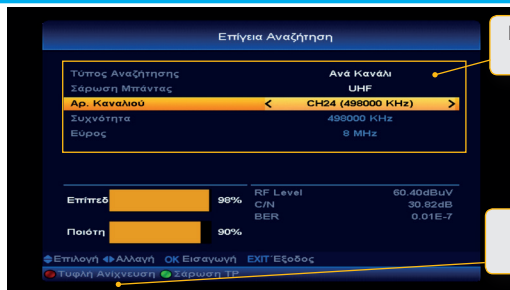 Επίγεια Αναζήτηση
Τύπος Αναζήτησης Ανά Κανάλι
Σάρωση Μπάντας UHF
Αρ. Καναλιού < CH24 (498000 KHz) >
Συχνότητα 498000 KHz
Εύρος 8 MHz
Επίπεδ 98%
Ποιότη 90%
RF Level 60.40dBuV
C/N 30.82dB
BER 0.01E-7
Επιλογή Αλλαγή OK Εισαγωγή EXIT Έξοδος
Τυφλή Ανίχνευση Σάρωση TP